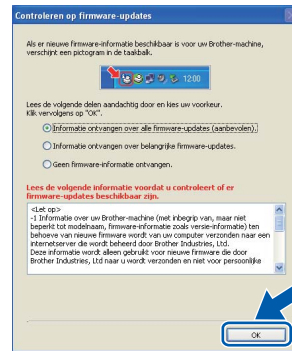 Controleren op firmware-updates
Als er nieuwe firmware-informatie beschikbaar is voor uw Brother-machine,
verschijnt een pictogram in de taakbalk.
12:00
Lees de volgende delen aandachtig door en kies uw voorkeur.
Klik vervolgens op "OK".
Informatie ontvangen over alle firmware-updates (aanbevolen).
Informatie ontvangen over belangrijke firmware-updates.
Geen firmware-informatie ontvangen.
Lees de volgende informatie voordat u controleert of er
firmware-updates beschikbaar zijn.
<Let op>
-1 Informatie over uw Brother-machine (met inbegrip van, maar niet
beperkt tot modelnaam, firmware-informatie zoals versie-informatie) ten
behoeve van nieuwe firmware wordt van uw computer verzonden naar een
internetserver die wordt beheerd door Brother Industries, Ltd.
Deze informatie wordt alleen gebruikt voor nieuwe firmware die door
Brother Industries, Ltd naar u wordt verzonden en niet voor persoonlijke
OK